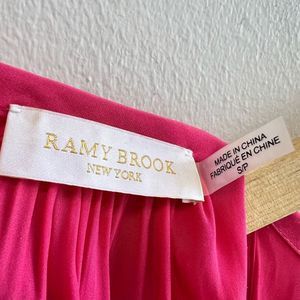 RAMY BROOK
NEW YORK
MADE IN CHINA
FABRIQUÉ EN CHINE
S/P